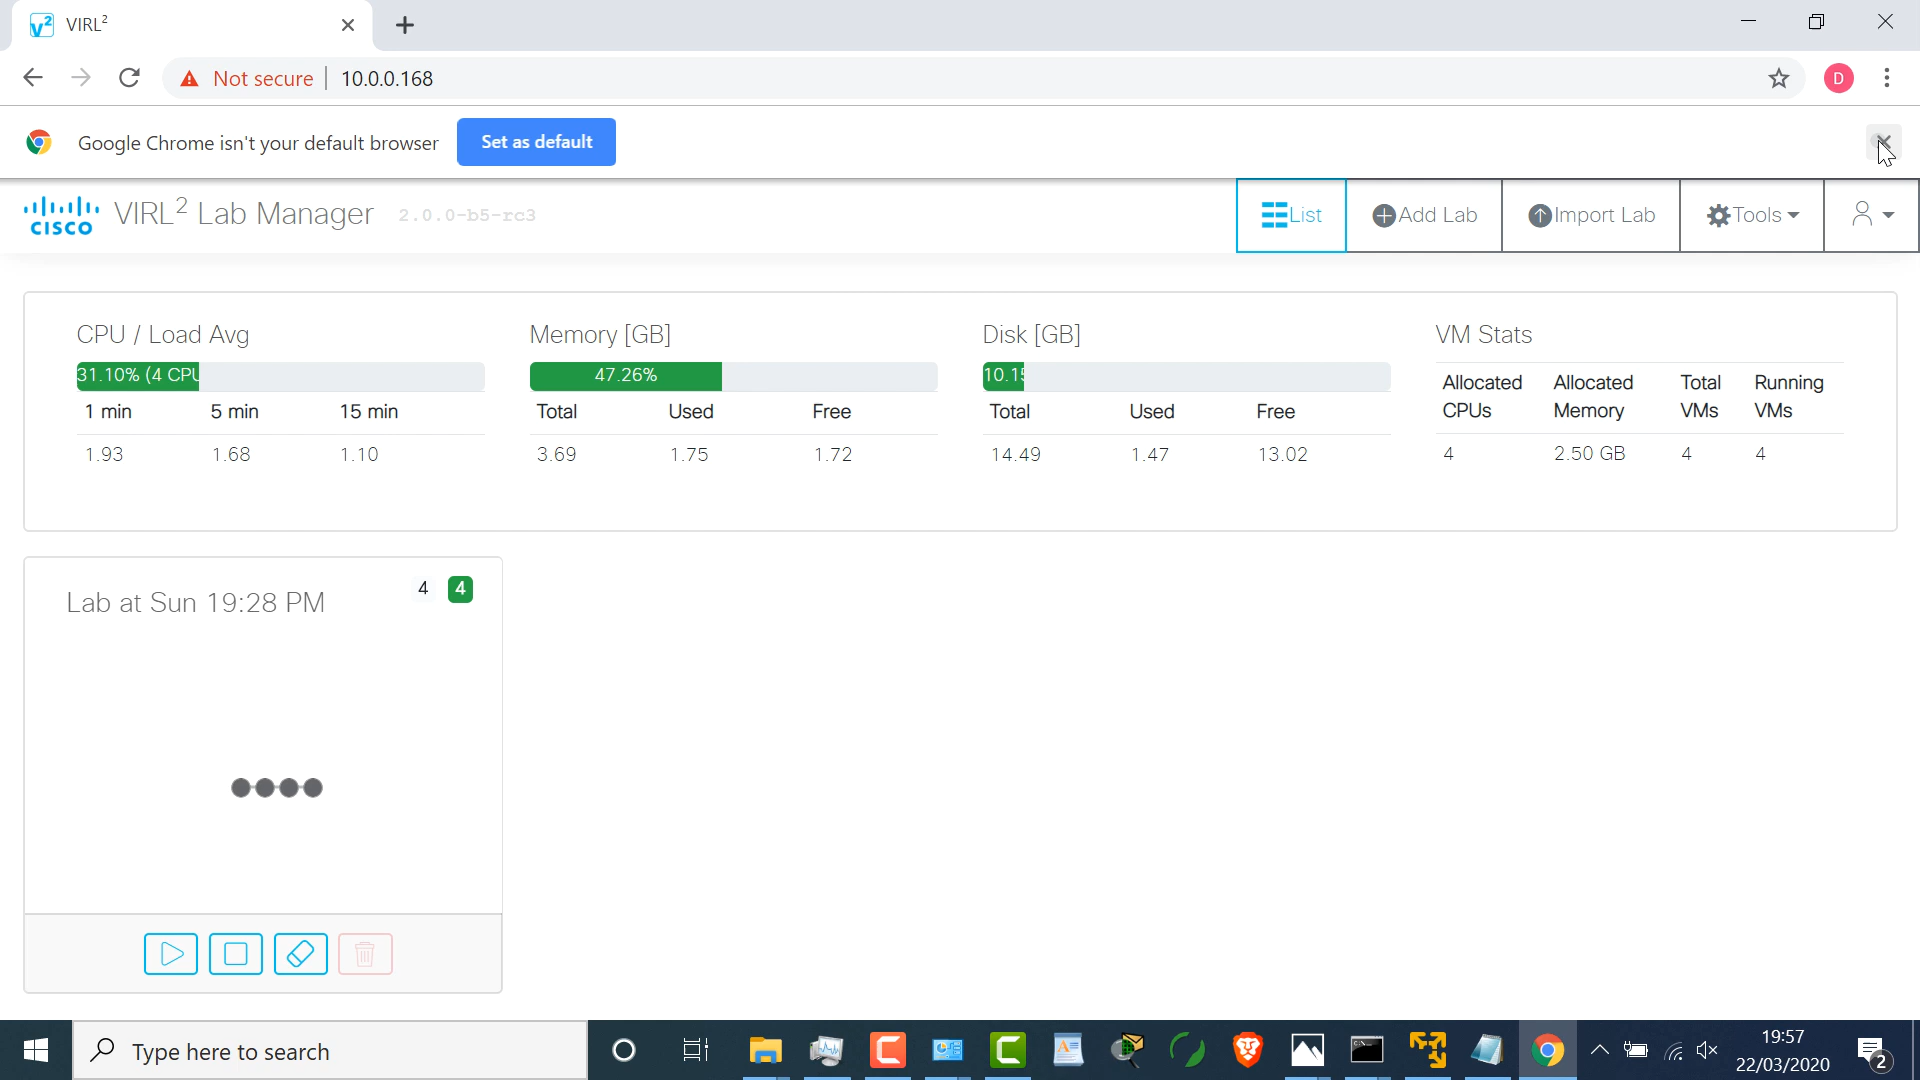 VIRL²
Not secure 10.0.0.168 D
Google Chrome isn't your default browser Set as default
CISCO VIRL² Lab Manager 2.0.0-b5-rc3 List Add Lab Import Lab Tools
CPU / Load Avg Memory [GB] Disk [GB] VM Stats
31.10% (4 CPU 47.26% 10.15
Allocated CPUs Allocated Memory Total VMs Running VMs
1 min 5 min 15 min Total Used Free Total Used Free
1.93 1.68 1.10 3.69 1.75 1.72 14.49 1.47 13.02 4 2.50 GB 4 4
Lab at Sun 19:28 PM 4 4
Type here to search
19:57
22/03/2020
2